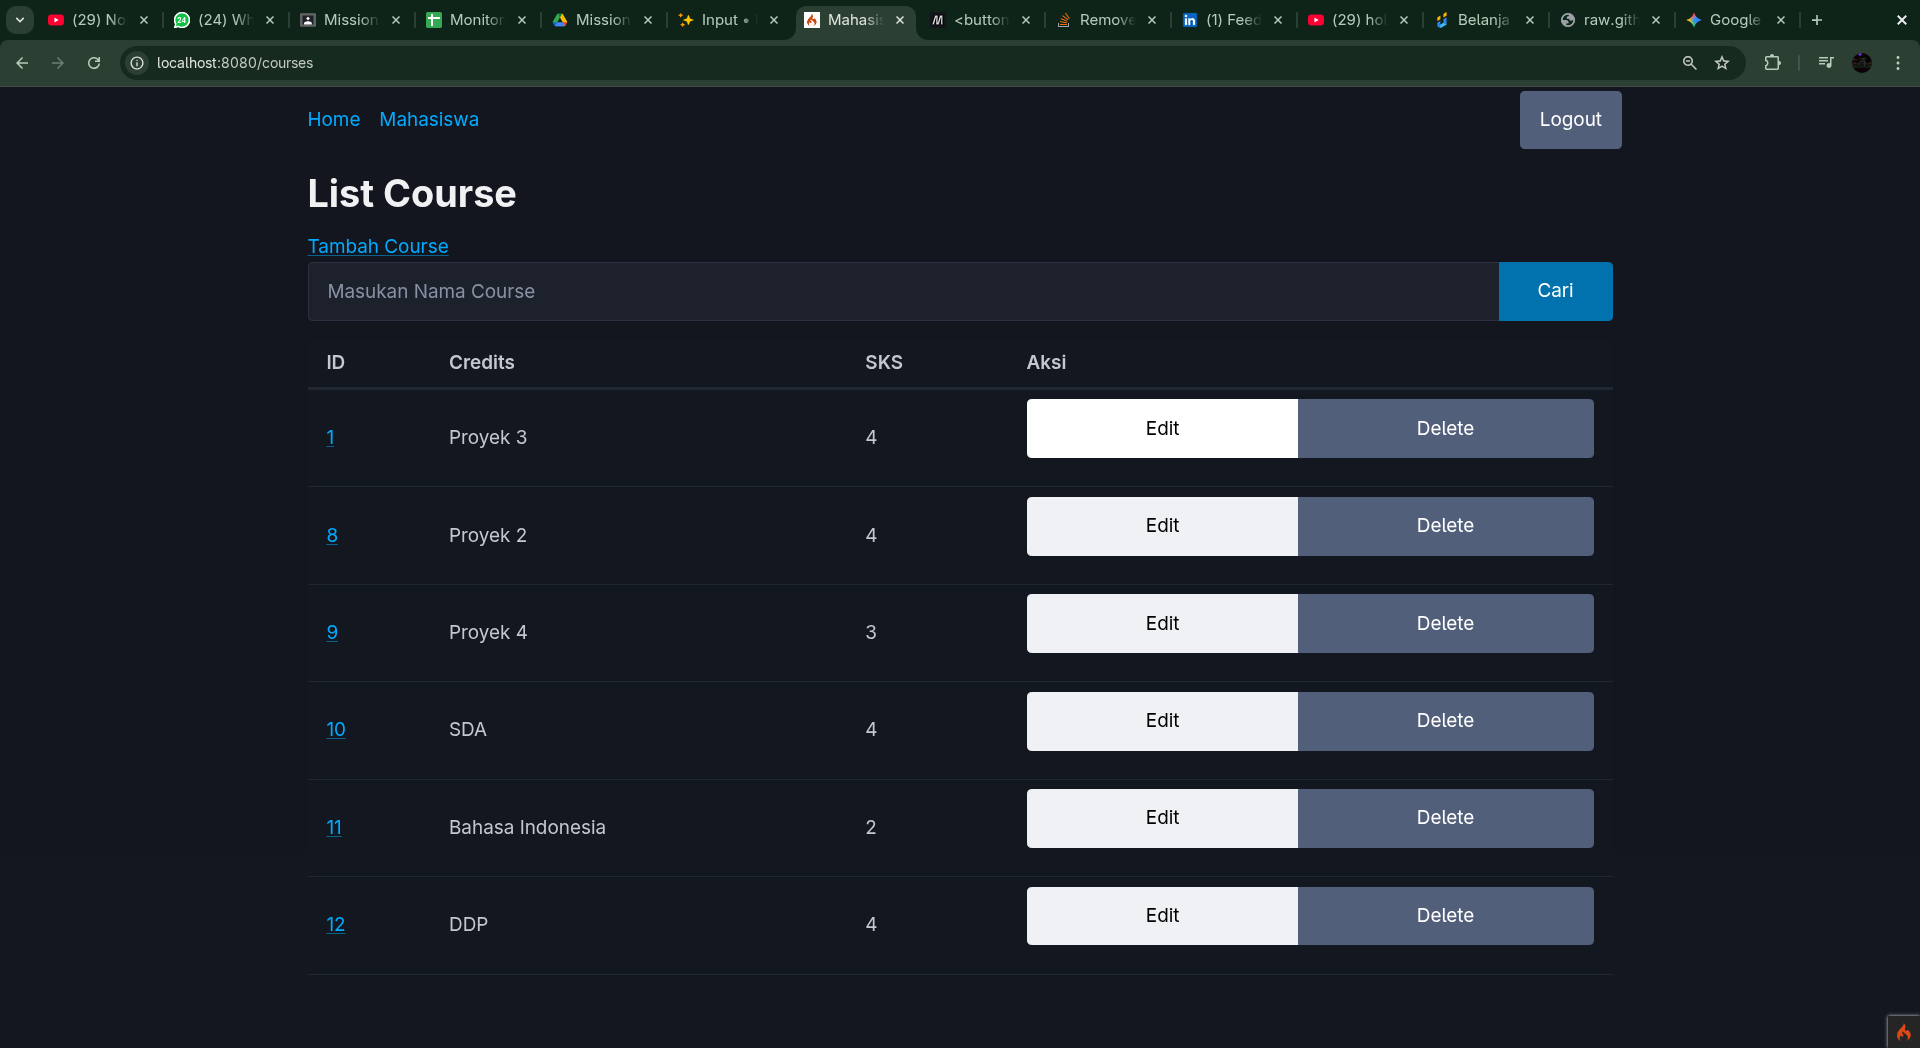 (29) No
(24) Wh
Mission
Monitor
Mission
Input •
Mahasis
<button
Remove
(1) Feed
(29) hol
Belanja
raw.gith
Google
localhost:8080/courses
Home Mahasiswa Logout
List Course
Tambah Course
Masukan Nama Course Cari
ID Credits SKS Aksi
1 Proyek 3 4 Edit Delete
8 Proyek 2 4 Edit Delete
9 Proyek 4 3 Edit Delete
10 SDA 4 Edit Delete
11 Bahasa Indonesia 2 Edit Delete
12 DDP 4 Edit Delete